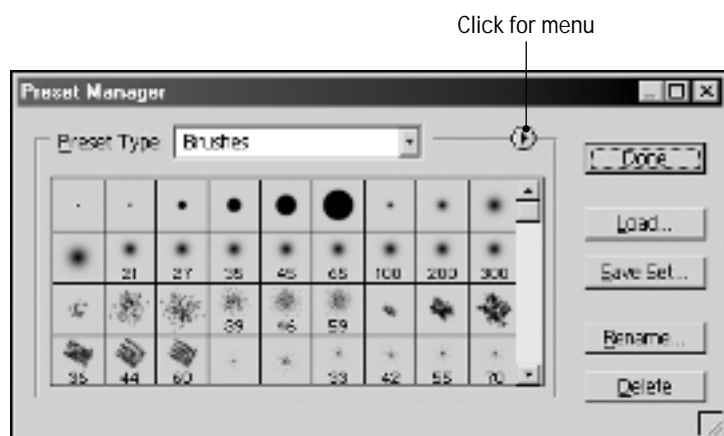 Click for menu
Preset Manager
Preset Type Brushes
Done
21 27 35 45 65 100 200 300
Load...
Save Set...
39 46 59
Rename...
36 44 60 33 42 55 70
Delete